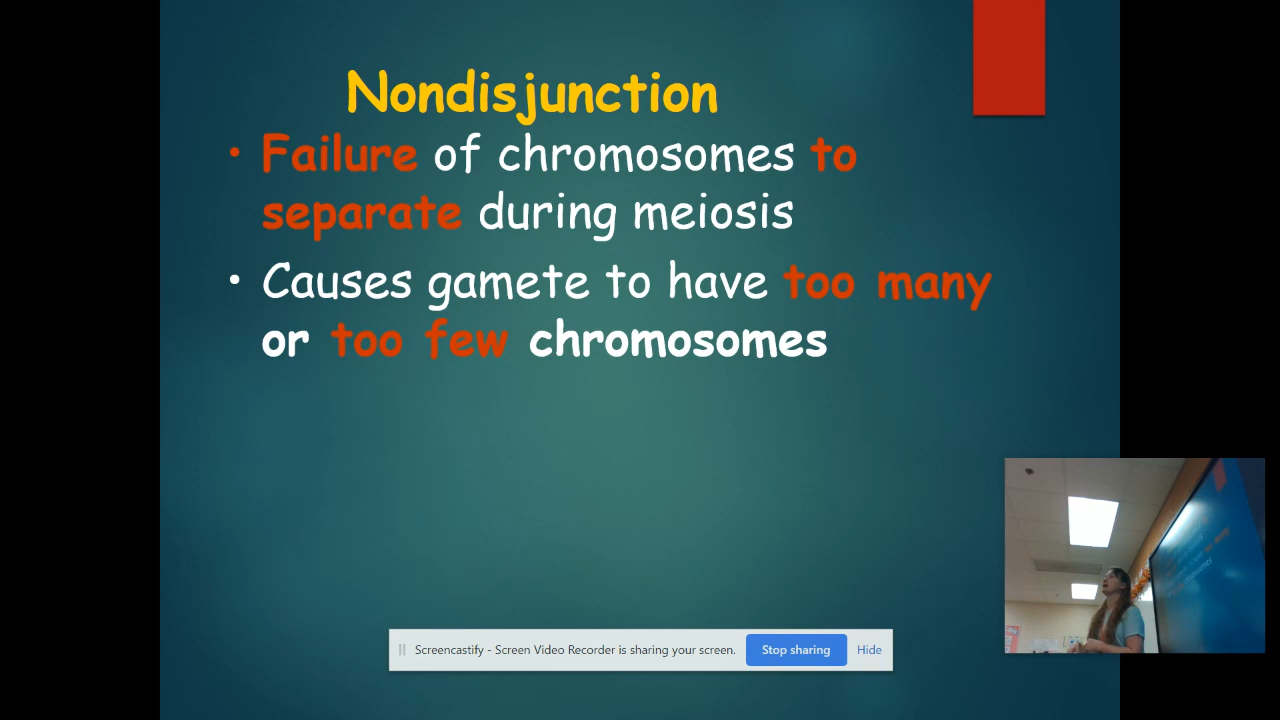 Nondisjunction
• Failure of chromosomes to
separate during meiosis
• Causes gamete to have too many
or too few chromosomes
Screencastify - Screen Video Recorder is sharing your screen. Stop sharing Hide